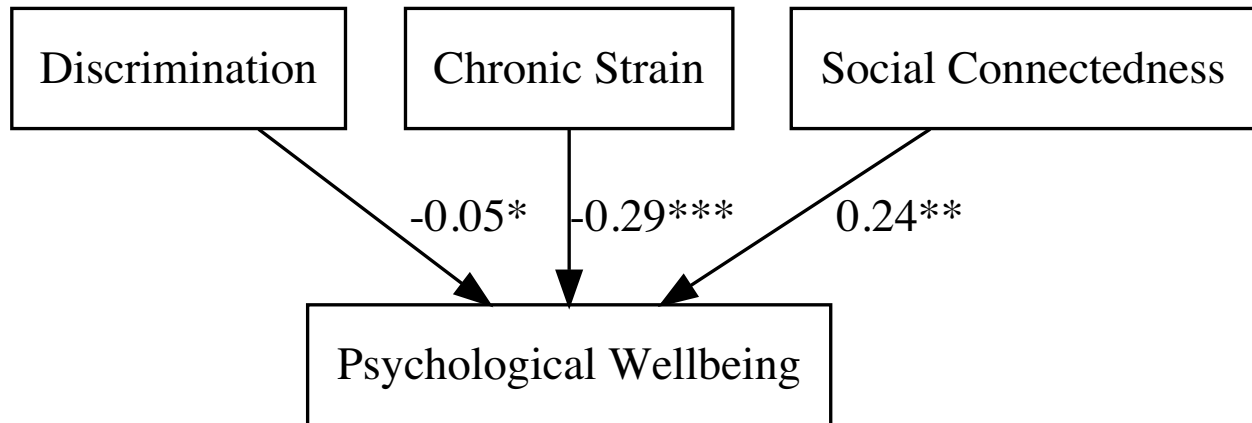 Discrimination
Chronic Strain
Social Connectedness
-0.05*
-0.29***
0.24**
Psychological Wellbeing